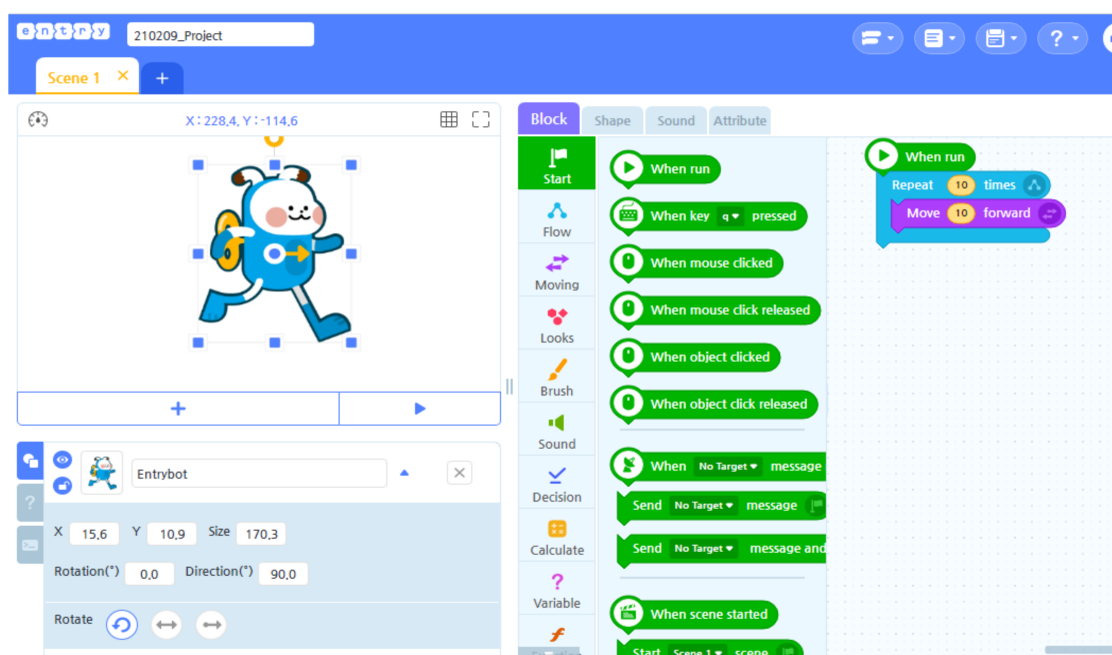 entry
210209_Project
Scene 1
X : 228.4, Y : -114.6
Block
Shape
Sound
Attribute
Start
Flow
Moving
Looks
Brush
Sound
Decision
Calculate
Variable
When run
When key q pressed
When mouse clicked
When mouse click released
When object clicked
When object click released
When No Target message
Send No Target message
Send No Target message and
When scene started
Start Scene 1 scene
When run
Repeat 10 times
Move 10 forward
Entrybot
X 15.6 Y 10.9 Size 170.3
Rotation(°) 0.0 Direction(°) 90.0
Rotate